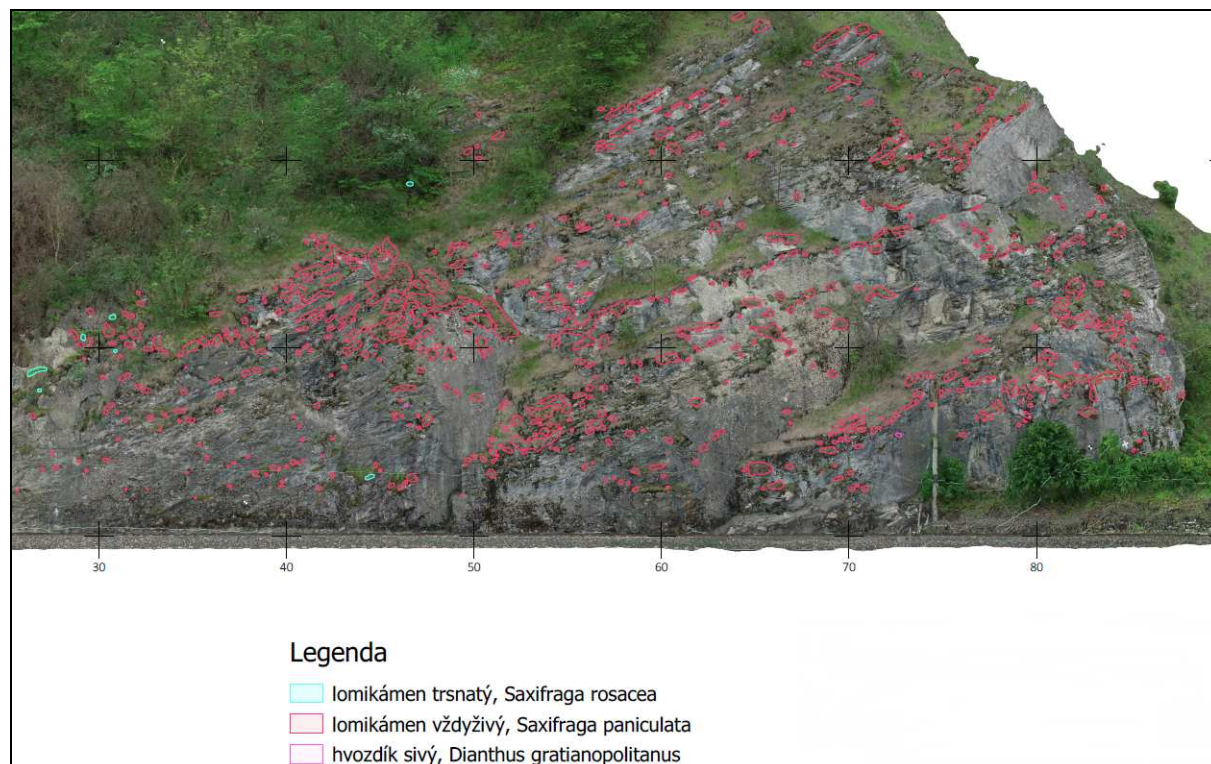 30 40 50 60 70 80
Legenda
lomikámen trsnatý, Saxifraga rosacea
lomikámen vždyživý, Saxifraga paniculata
hvozdík sivý, Dianthus gratianopolitanus